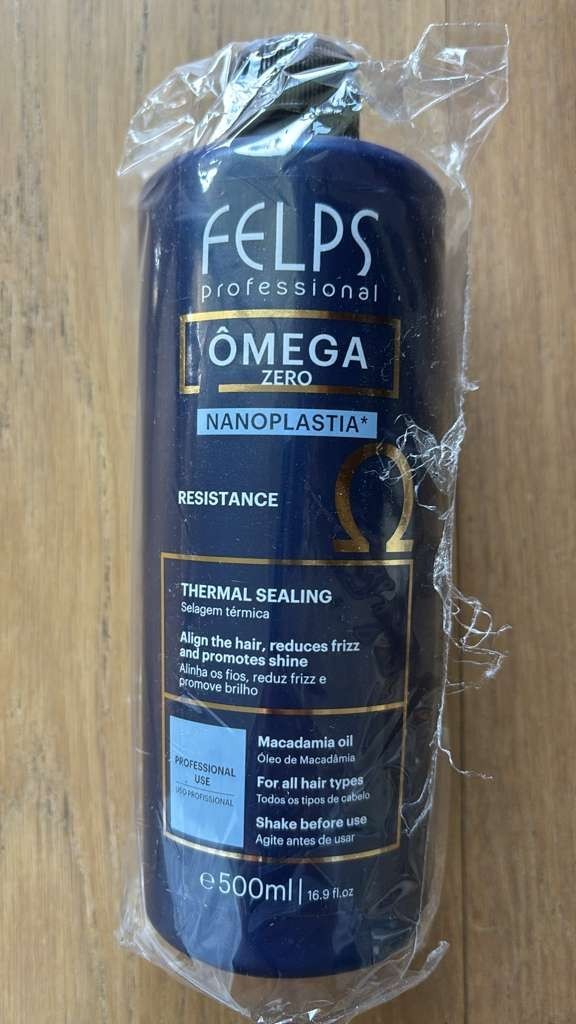 FELPS
professional
ÔMEGA
ZERO
NANOPLASTIA*
RESISTANCE
Ω
THERMAL SEALING
Selagem térmica
Align the hair, reduces frizz
and promotes shine
Alinha os fios, reduz frizz e
promove brilho
PROFESSIONAL
USE
USO PROFISSIONAL
Macadamia oil
Óleo de Macadâmia
For all hair types
Todos os tipos de cabelo
Shake before use
Agite antes de usar
℮500ml | 16.9 fl.oz